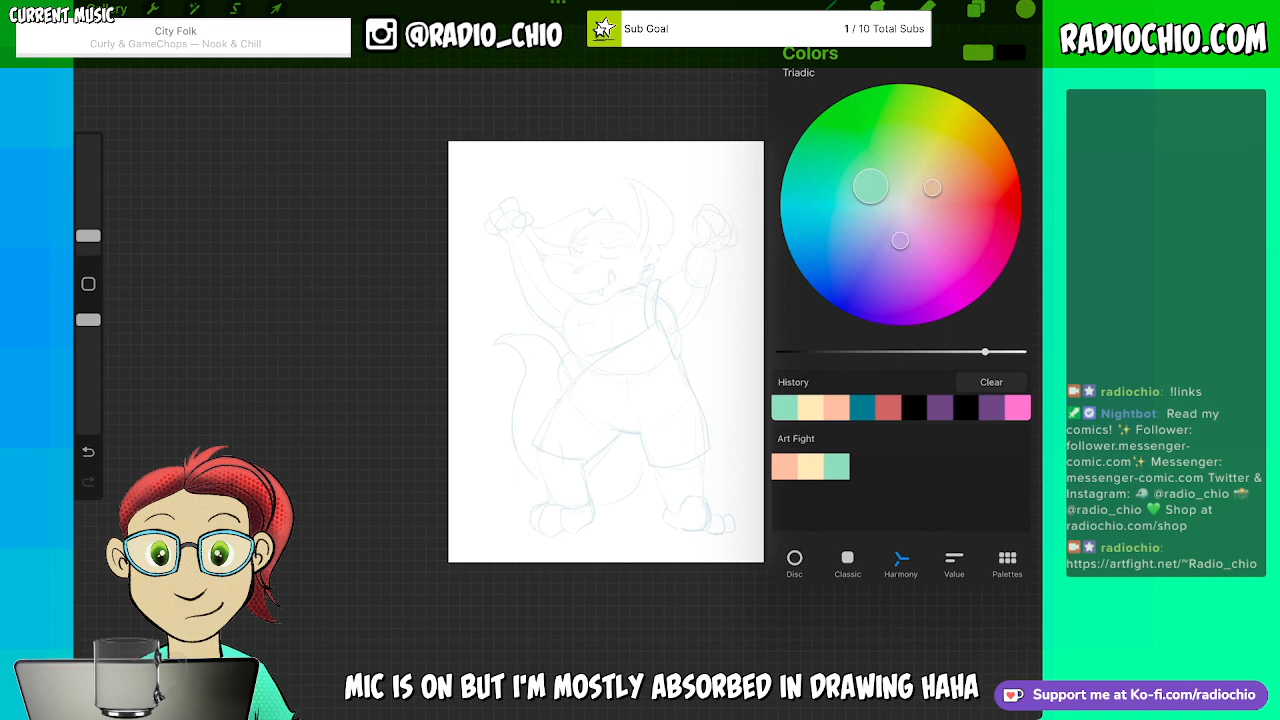 CURRENT MUSIC
Gallery
City Folk
Curly & GameChops — Nook & Chill
@RADIO_CHIO
Sub Goal
1 / 10 Total Subs
RADIOCHIO.COM
Colors
Triadic
History
Clear
Art Fight
Disc
Classic
Harmony
Value
Palettes
radiochio: !links
Nightbot: Read my
comics! ✨ Follower:
follower.messenger-
comic.com✨ Messenger:
messenger-comic.com Twitter &
Instagram: @radio_chio
@radio_chio 💚 Shop at
radiochio.com/shop
radiochio:
https://artfight.net/~Radio_chio
MIC IS ON BUT I'M MOSTLY ABSORBED IN DRAWING HAHA
Support me at Ko-fi.com/radiochio